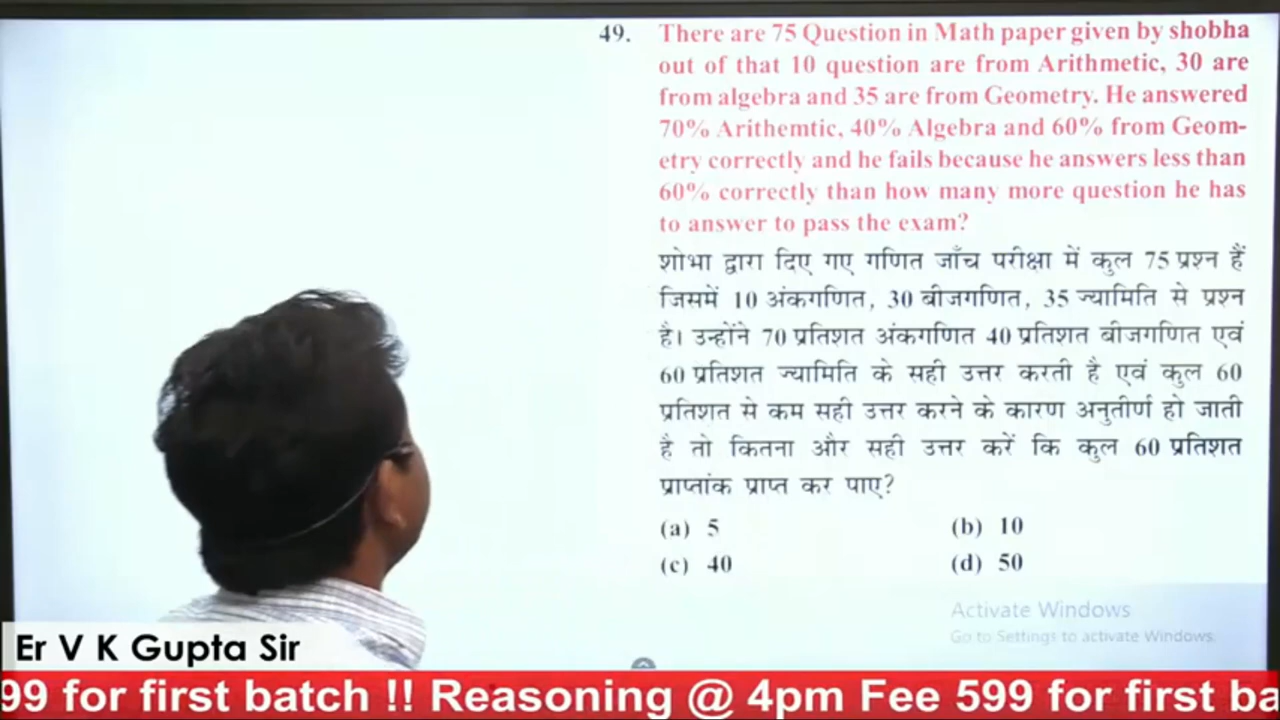 49. There are 75 Question in Math paper given by shobha
out of that 10 question are from Arithmetic, 30 are
from algebra and 35 are from Geometry. He answered
70% Arithemtic, 40% Algebra and 60% from Geom-
etry correctly and he fails because he answers less than
60% correctly than how many more question he has
to answer to pass the exam?
शोभा द्वारा दिए गए गणित जाँच परीक्षा में कुल 75 प्रश्न हैं
जिसमें 10 अंकगणित, 30 बीजगणित, 35 ज्यामिति से प्रश्न
है। उन्होंने 70 प्रतिशत अंकगणित 40 प्रतिशत बीजगणित एवं
60 प्रतिशत ज्यामिति के सही उत्तर करती है एवं कुल 60
प्रतिशत से कम सही उत्तर करने के कारण अनुतीर्ण हो जाती
है तो कितना और सही उत्तर करें कि कुल 60 प्रतिशत
प्राप्तांक प्राप्त कर पाए?
(a) 5 (b) 10
(c) 40 (d) 50
Activate Windows
Go to Settings to activate Windows.
Er V K Gupta Sir
99 for first batch !! Reasoning @ 4pm Fee 599 for first ba